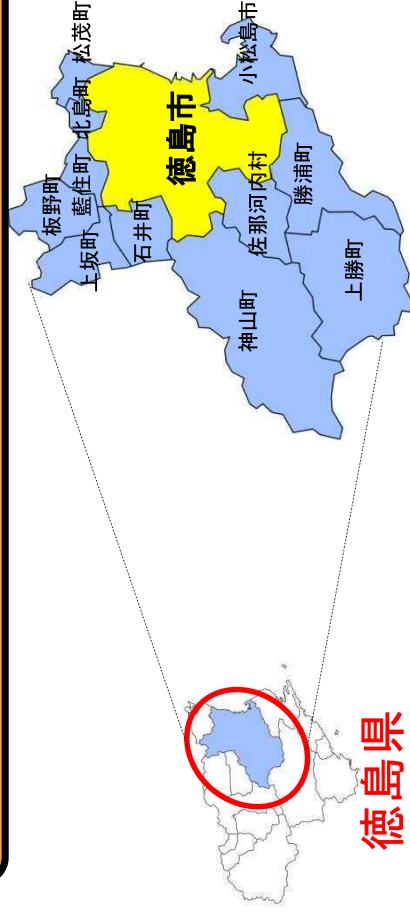 松茂町
北島町
藍住町
板野町
上坂町
石井町
徳島市
小松島市
佐那河内村
勝浦町
神山町
上勝町
徳島県